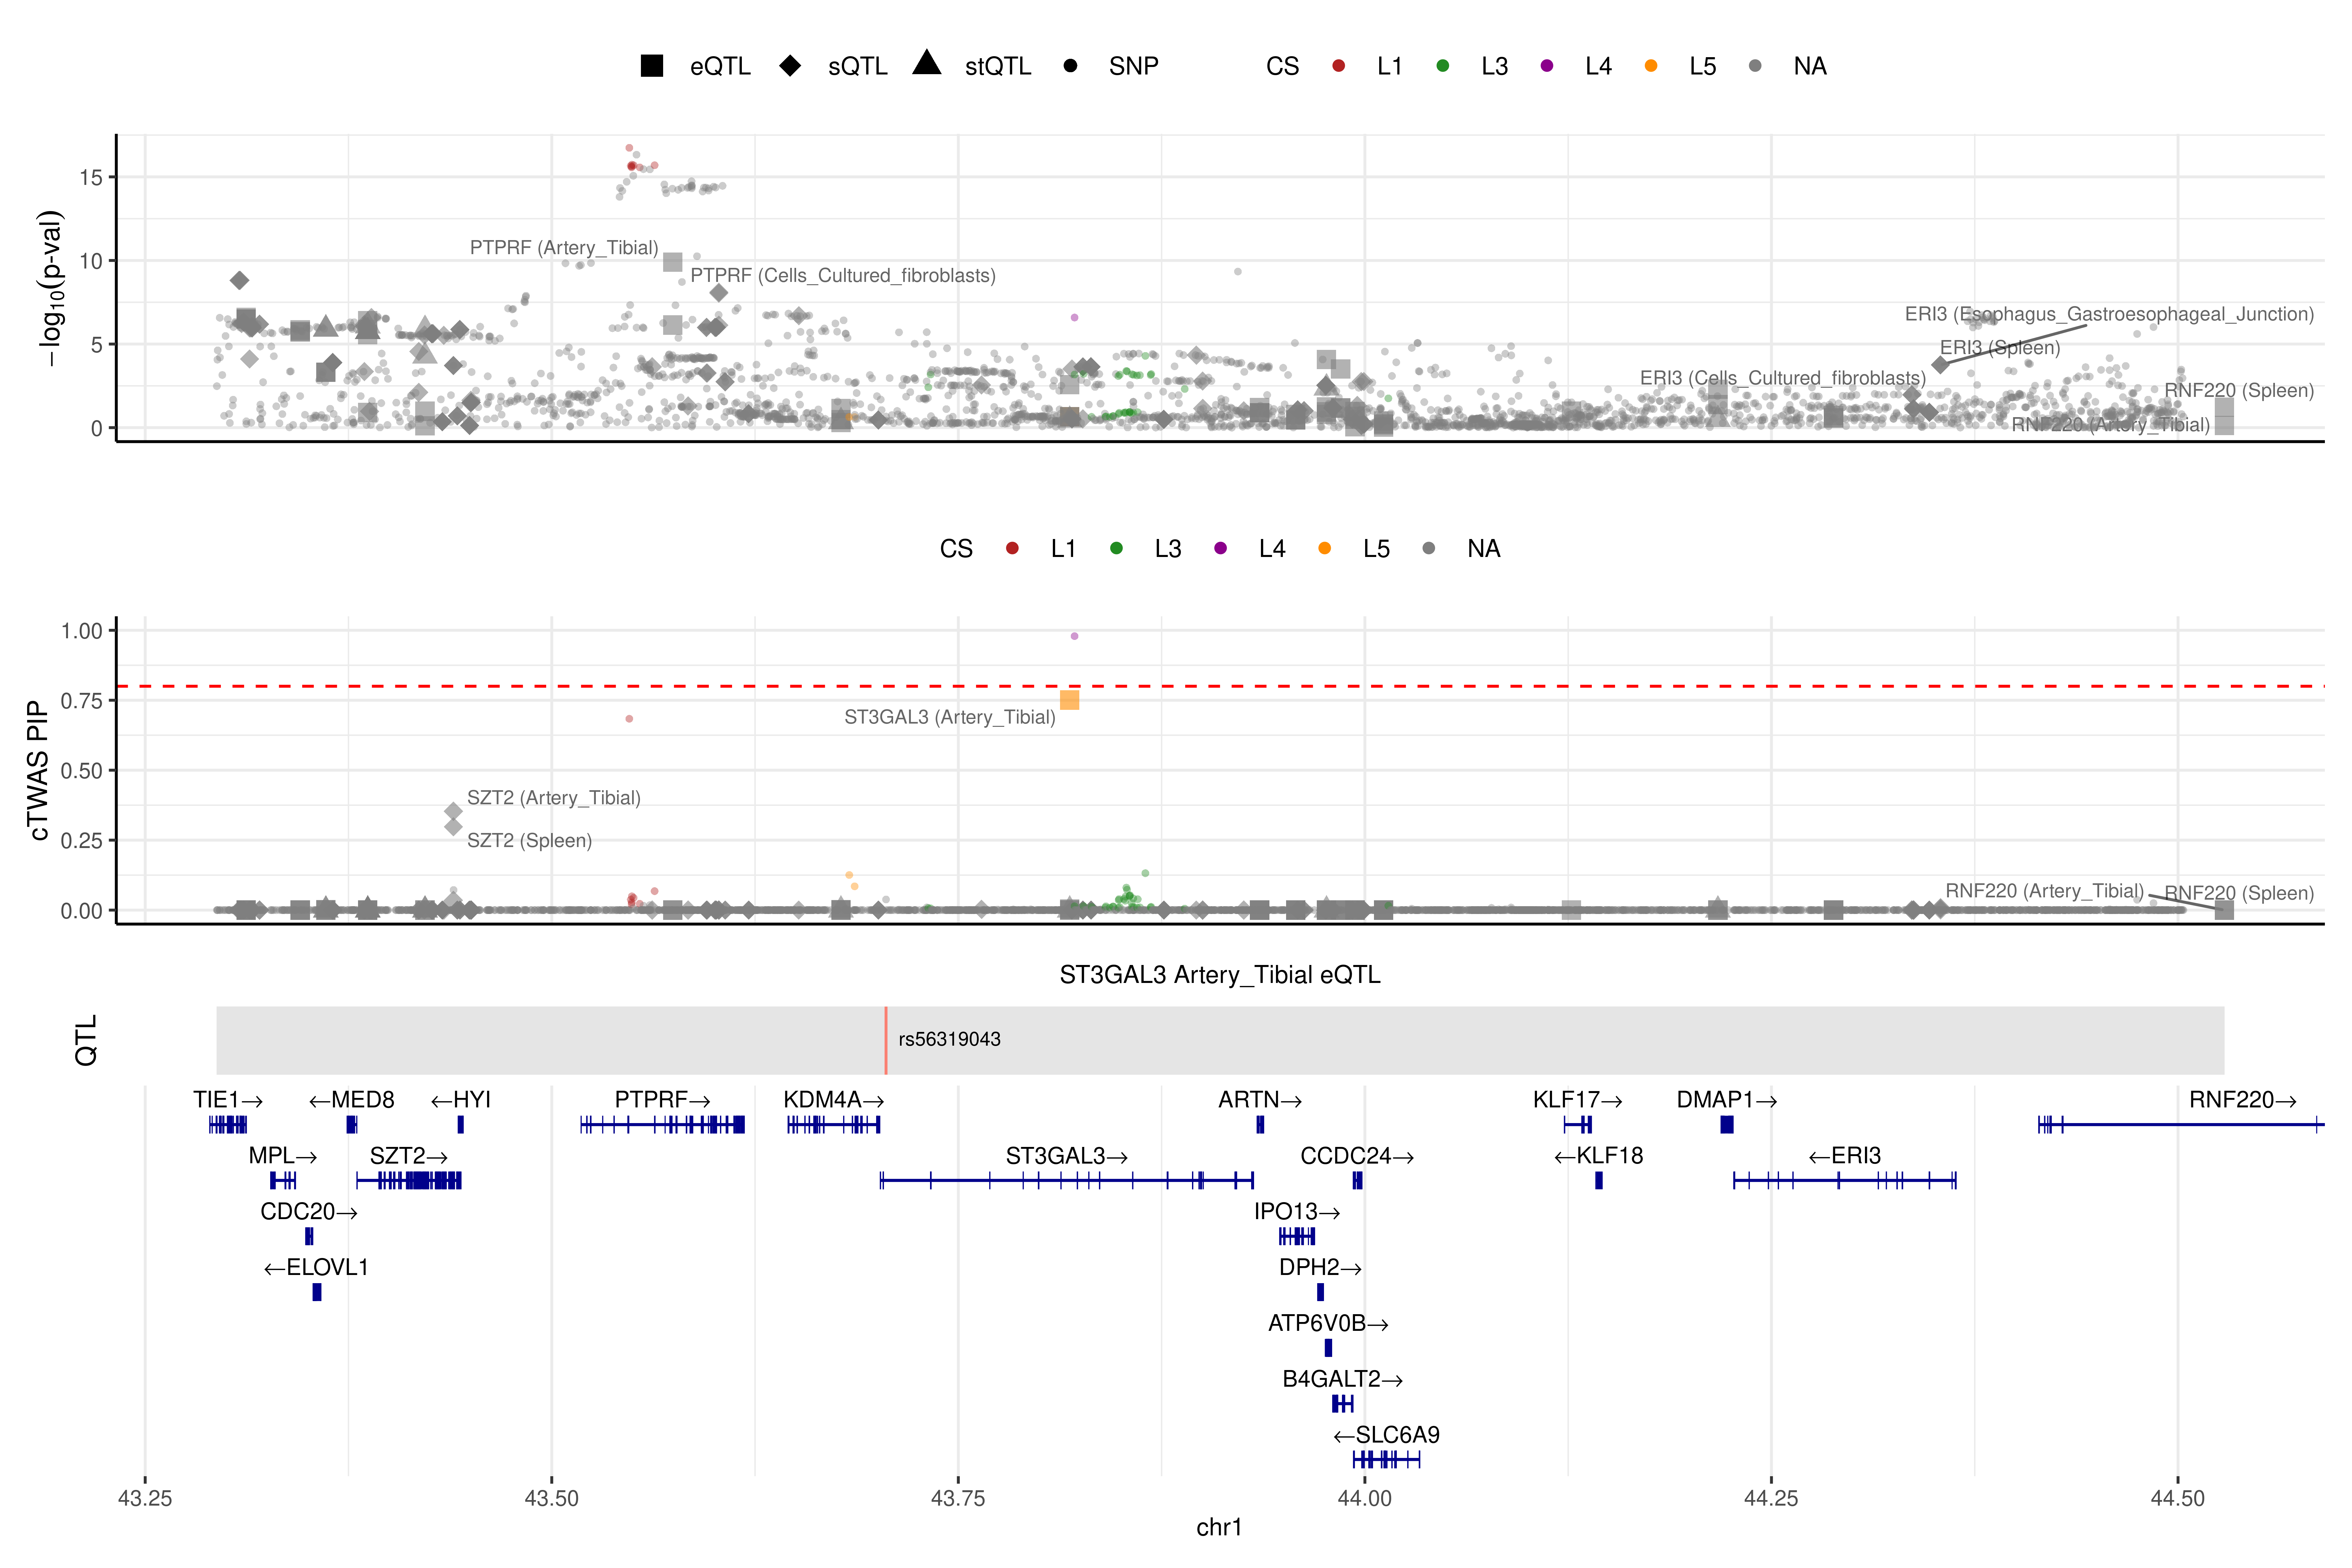 eQTL sQTL stQTL SNP CS L1 L3 L4 L5 NA
−log10(p-val)
15
10
5
0
PTPRF (Artery_Tibial)
PTPRF (Cells_Cultured_fibroblasts)
ERI3 (Esophagus_Gastroesophageal_Junction)
ERI3 (Spleen)
ERI3 (Cells_Cultured_fibroblasts)
RNF220 (Spleen)
RNF220 (Artery_Tibial)
CS L1 L3 L4 L5 NA
cTWAS PIP
1.00
0.75
0.50
0.25
0.00
ST3GAL3 (Artery_Tibial)
SZT2 (Artery_Tibial)
SZT2 (Spleen)
RNF220 (Artery_Tibial)
RNF220 (Spleen)
ST3GAL3 Artery_Tibial eQTL
QTL
rs56319043
TIE1→ ←MED8 ←HYI PTPRF→ KDM4A→ ARTN→ KLF17→ DMAP1→ RNF220→
MPL→ SZT2→ ST3GAL3→ CCDC24→ ←KLF18 ←ERI3
CDC20→ IPO13→
←ELOVL1 DPH2→
ATP6V0B→
B4GALT2→
←SLC6A9
43.25 43.50 43.75 44.00 44.25 44.50
chr1